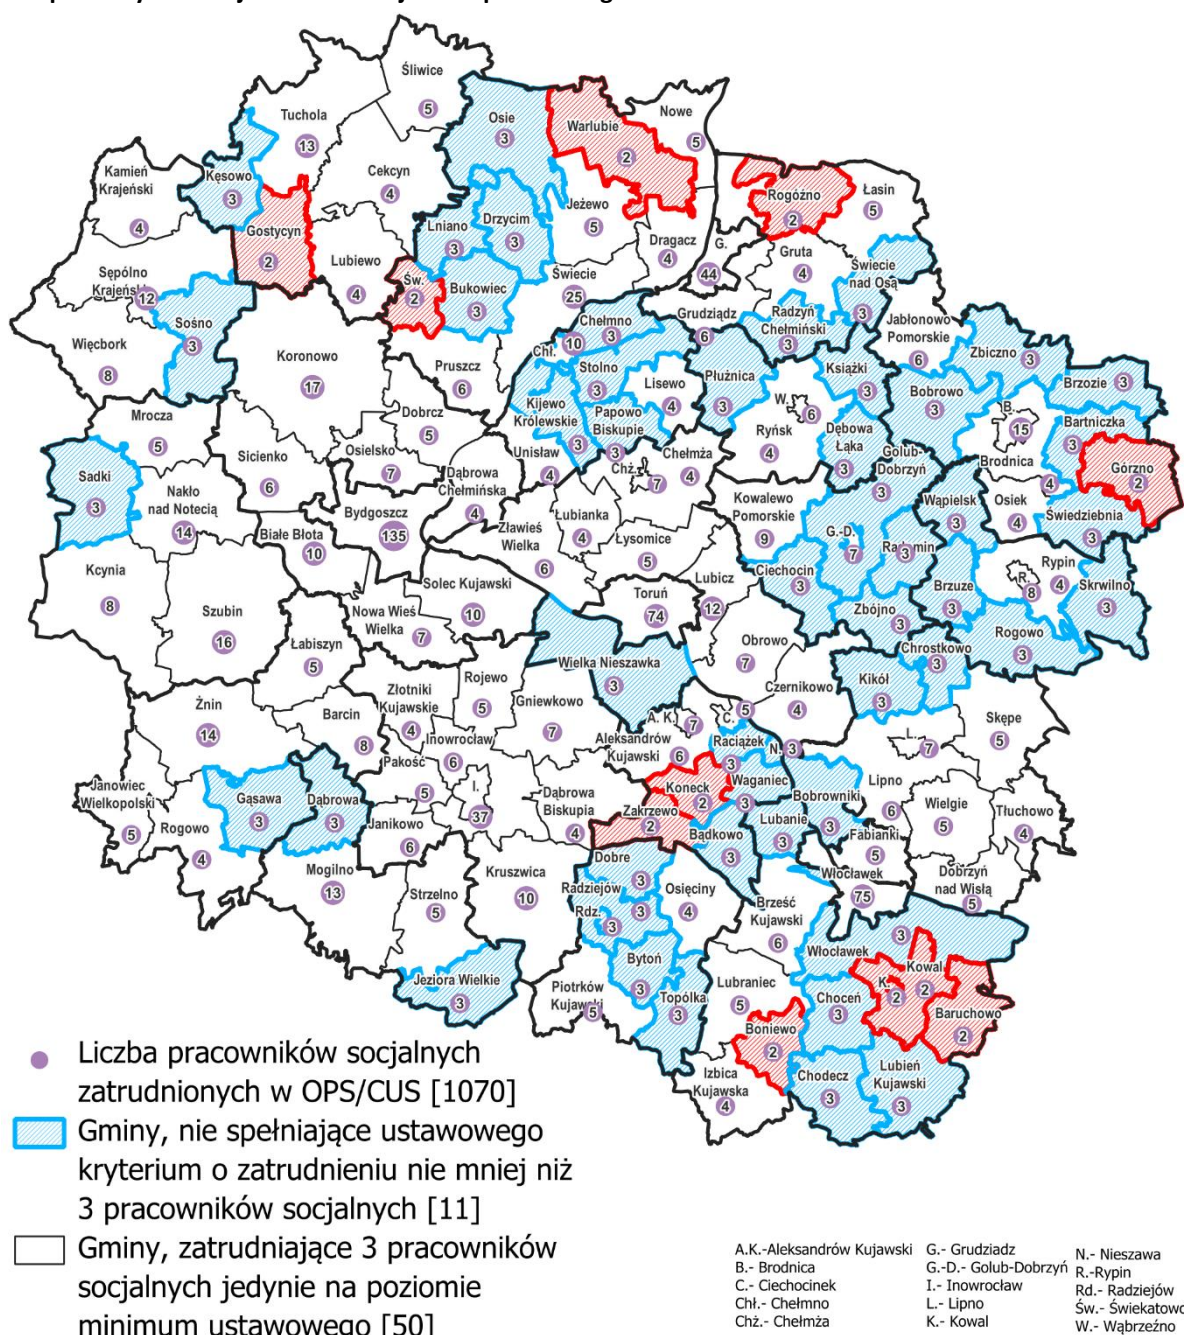 Śliwice
5
Tuchola
13
Osie
3
Warlubie
2
Nowe
5
Kamień
Krajeński
4
Kęsowo
3
Cekcyn
4
Rogóźno
2
Łasin
5
Gostycyn
2
Lniano
3
Drzycim
3
Jeżewo
5
Dragacz
4
G.
44
Gruta
4
Świecie
nad Osą
3
Sępólno
Krajeńskie
12
Lubiewo
4
Św.
2
Bukowiec
3
Świecie
25
Sośno
3
Więcbork
8
Koronowo
17
Pruszcz
6
Chełmno
3
Chł.
10
Grudziądz
6
Radzyń
Chełmiński
3
Jabłonowo
Pomorskie
6
Zbiczno
3
Brzozie
3
Stolno
3
Lisewo
4
Płużnica
3
Książki
3
Bobrowo
3
B.
15
Bartniczka
3
Mrocza
5
Dobrcz
5
Kijewo
Królewskie
3
Papowo
Biskupie
3
W.
6
Ryńsk
4
Dębowa
Łąka
3
Golub-
Dobrzyń
3
Brodnica
4
Górzno
2
Sadki
3
Nakło
nad Notecią
14
Sicienko
6
Osielsko
7
Dąbrowa
Chełmińska
4
Unisław
4
Chż.
7
Chełmża
4
Wąpielsk
3
Osiek
4
Świedziebnia
3
Białe Błota
10
Bydgoszcz
135
Zławieś
Wielka
6
Łubianka
4
Łysomice
5
Kowalewo
Pomorskie
9
G.-D.
7
Radomin
3
Kcynia
8
Szubin
16
Nowa Wieś
Wielka
7
Solec Kujawski
10
Toruń
74
Lubicz
12
Ciechocin
3
Brzuze
3
R.
8
Rypin
4
Skrwilno
3
Łabiszyn
5
Obrowo
7
Zbójno
3
Rogowo
3
Wielka Nieszawka
3
Czernikowo
4
Kikół
3
Chrostkowo
3
Żnin
14
Barcin
8
Złotniki
Kujawskie
4
Rojewo
5
Gniewkowo
7
A. K.
7
C.
5
Aleksandrów
Kujawski
6
Raciążek
3
N.
3
L.
7
Skępe
5
Inowrocław
6
Pakość
5
I.
37
Janowiec
Wielkopolski
5
Rogowo
4
Gąsawa
3
Dąbrowa
3
Janikowo
6
Dąbrowa
Biskupia
4
Koneck
2
Zakrzewo
2
Waganiec
3
Bobrowniki
3
Lipno
6
Wielgie
5
Tłuchowo
4
Bądkowo
3
Lubanie
3
Fabianki
5
Mogilno
13
Strzelno
5
Kruszwica
10
Dobre
3
Radziejów
3
Rdz.
3
Osięciny
4
Brześć
Kujawski
6
Włocławek
75
Dobrzyń
nad Wisłą
5
Jeziora Wielkie
3
Piotrków
Kujawski
5
Bytoń
3
Topólka
3
Lubraniec
5
Włocławek
3
Kowal
2
K.
2
Choceń
3
Baruchowo
2
Boniewo
2
Izbica
Kujawska
4
Chodecz
3
Lubień
Kujawski
3
Liczba pracowników socjalnych
zatrudnionych w OPS/CUS [1070]
Gminy, nie spełniające ustawowego
kryterium o zatrudnieniu nie mniej niż
3 pracowników socjalnych [11]
Gminy, zatrudniające 3 pracowników
socjalnych jedynie na poziomie
minimum ustawowego [50]
A.K.-Aleksandrów Kujawski
B.- Brodnica
C.- Ciechocinek
Chł.- Chełmno
Chż.- Chełmża
G.- Grudziadz
G.-D.- Golub-Dobrzyń
I.- Inowrocław
L.- Lipno
K.- Kowal
N.- Nieszawa
R.-Rypin
Rd.- Radziejów
Św.- Świekatowo
W.- Wąbrzeźno